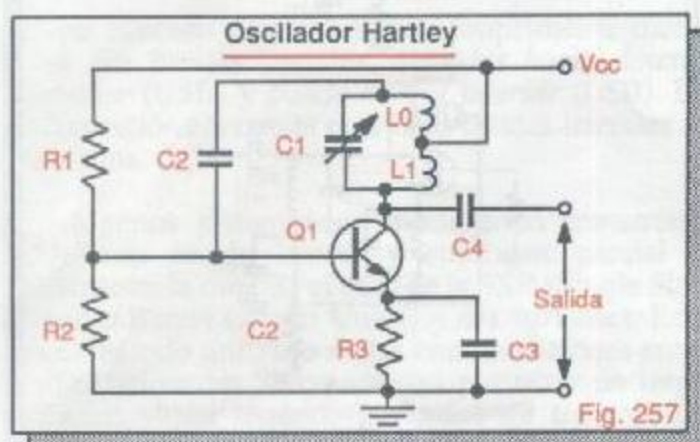 Oscilador Hartley
Vcc
R1
C2
C1
L0
L1
Q1
C4
R2
C2
R3
C3
Salida
Fig. 257